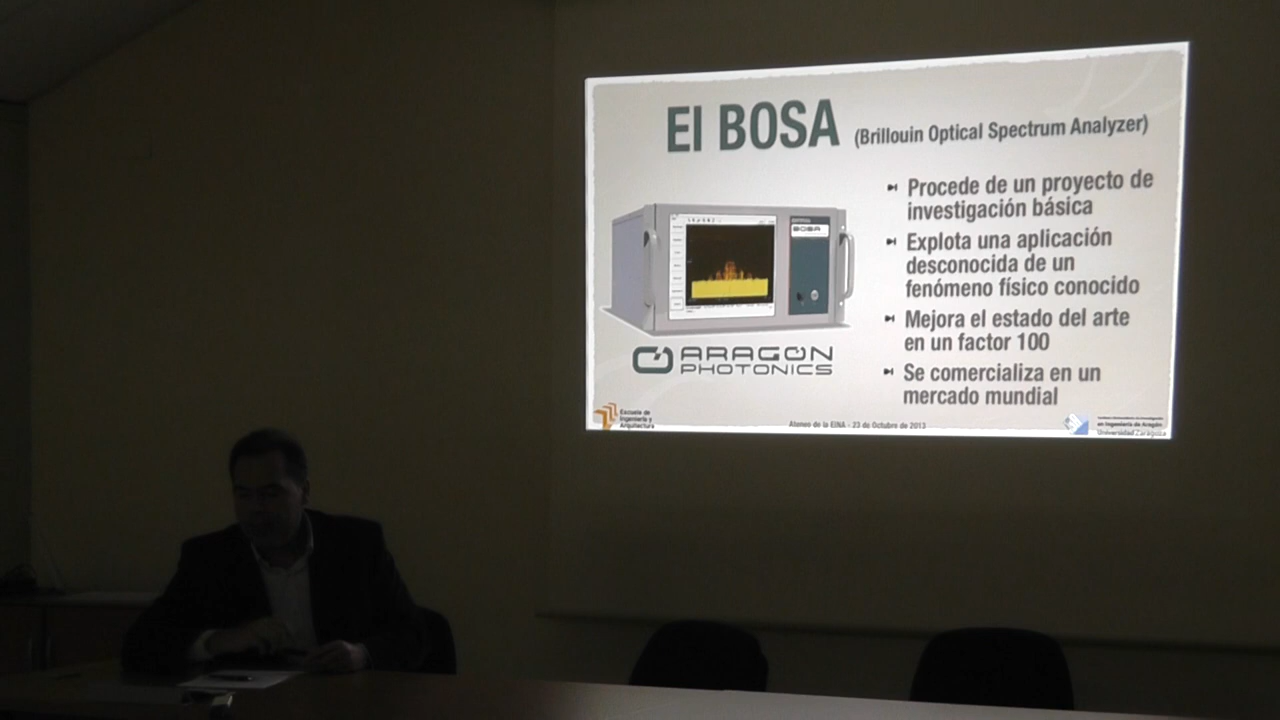 El BOSA (Brillouin Optical Spectrum Analyzer)
Procede de un proyecto de
investigación básica
Explota una aplicación
desconocida de un
fenómeno físico conocido
Mejora el estado del arte
en un factor 100
Se comercializa en un
mercado mundial
BOSA
ARAGON
PHOTONICS
Escuela de
Ingeniería y
Arquitectura
Ateneo de la EINA - 23 de Octubre de 2013
en Ingeniería de Aragón
Universidad Zaragoza